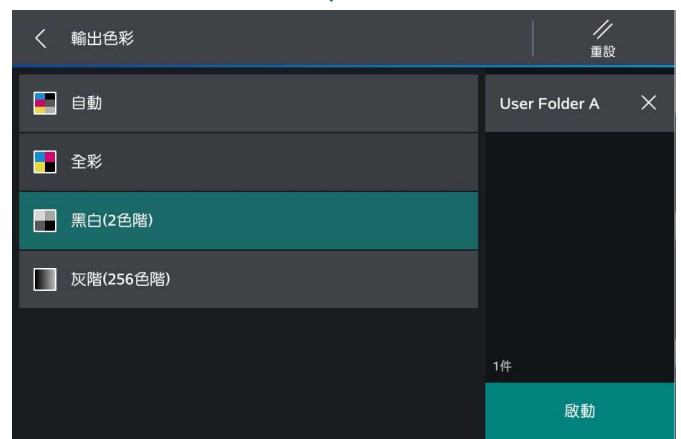 輸出色彩
重設
自動
User Folder A
全彩
黑白(2色階)
灰階(256色階)
1件
啟動